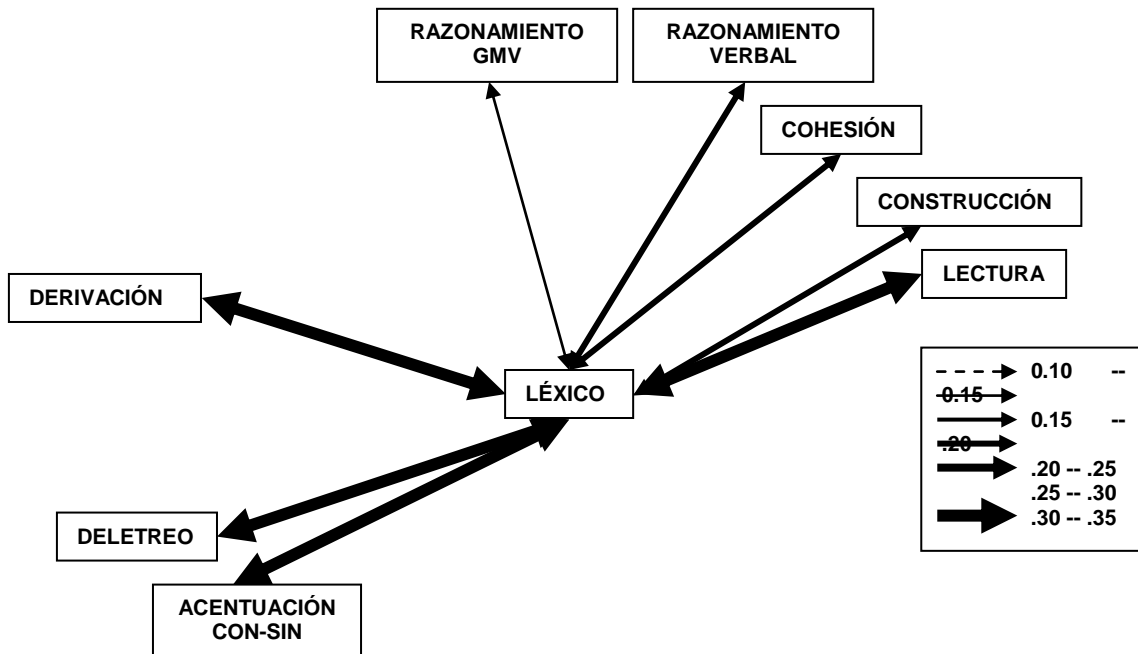 RAZONAMIENTO
GMV
RAZONAMIENTO
VERBAL
COHESIÓN
CONSTRUCCIÓN
LECTURA
DERIVACIÓN
LÉXICO
DELETREO
ACENTUACIÓN
CON-SIN
0.10 --
0.15
0.15 --
.20
.20 -- .25
.25 -- .30
.30 -- .35